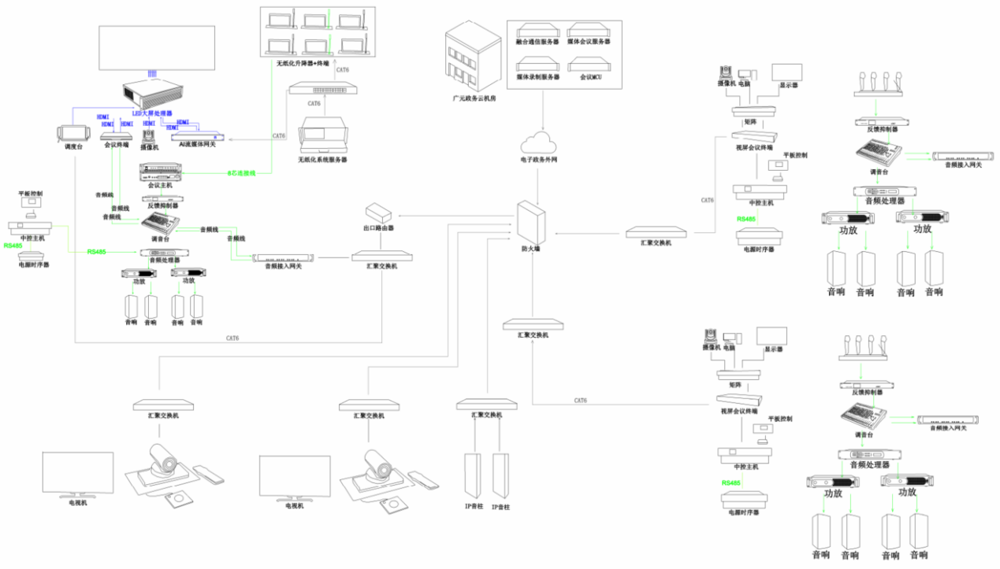 无纸化升降器+终端
CAT6
CAT6
CAT6
无纸化系统服务器
LED大屏处理器
HDMI
HDMI
HDMI
HDMI
HDMI
HDMI
调度台
会议终端
摄像机
AI流媒体网关
8芯连接线
会议主机
音频线
反馈抑制器
音频线
音频线
调音台
音频线
音频线
平板控制
中控主机
RS485
RS485
电源时序器
音频处理器
音频接入网关
功放
功放
音响
音响
音响
音响
CAT6
出口路由器
汇聚交换机
广元政务云机房
融合通信服务器
媒体会议服务器
媒体录制服务器
会议MCU
电子政务外网
防火墙
汇聚交换机
CAT6
汇聚交换机
CAT6
摄像机
电脑
显示器
矩阵
视屏会议终端
平板控制
中控主机
RS485
电源时序器
反馈抑制器
调音台
音频接入网关
音频处理器
功放
功放
音响
音响
音响
音响
摄像机
电脑
显示器
矩阵
视屏会议终端
平板控制
中控主机
RS485
电源时序器
反馈抑制器
调音台
音频接入网关
音频处理器
功放
功放
音响
音响
音响
音响
汇聚交换机
汇聚交换机
汇聚交换机
电视机
电视机
IP音柱
IP音柱